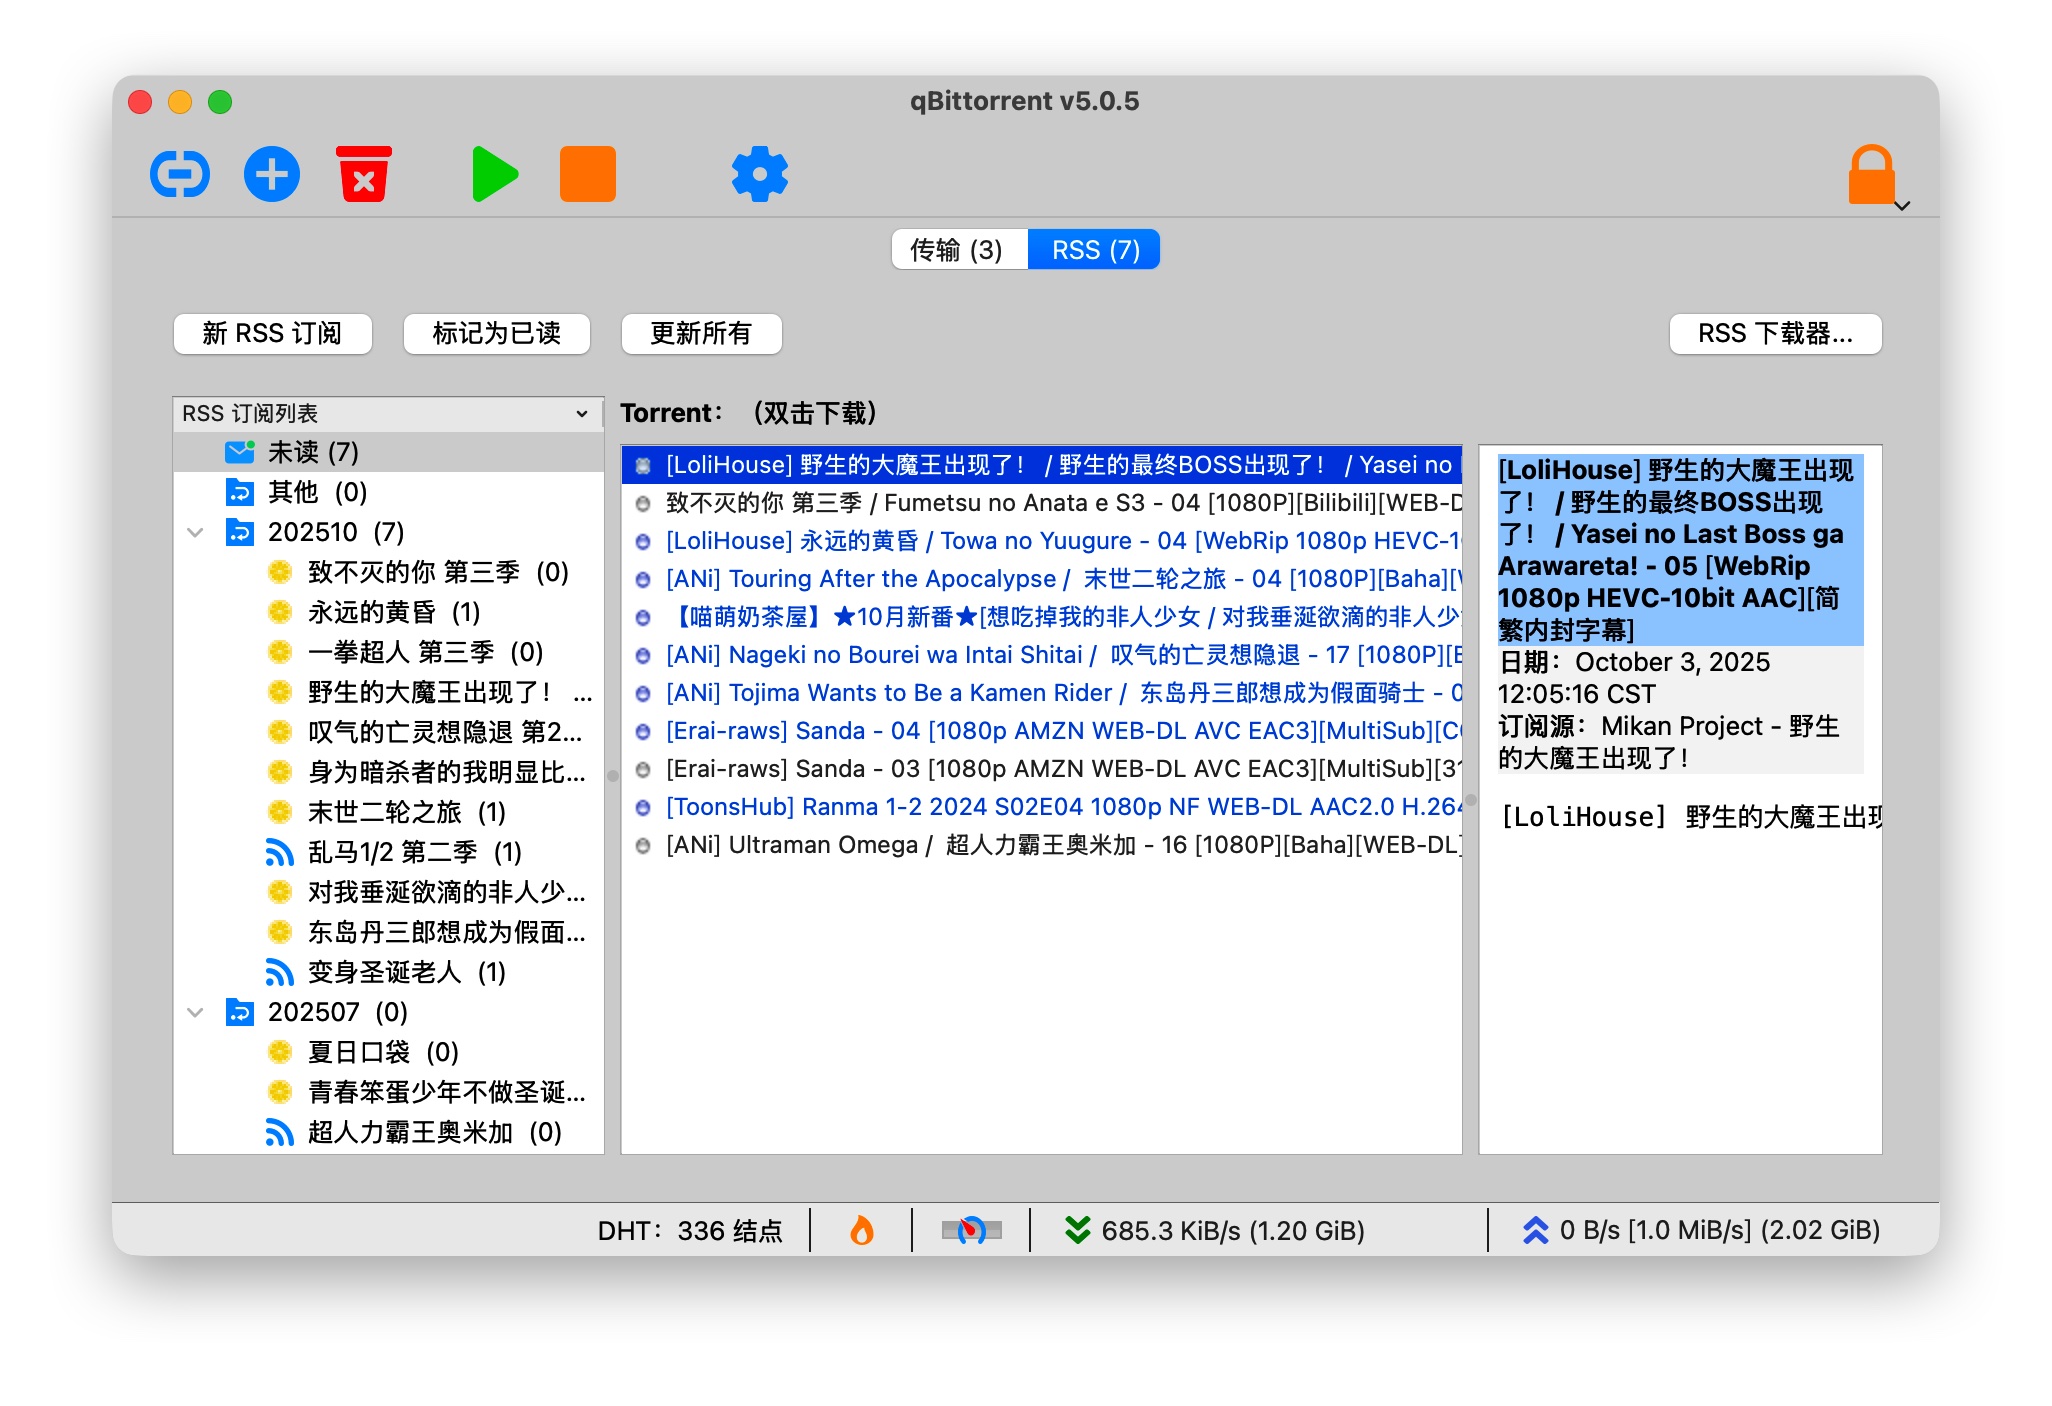 qBittorrent v5.0.5
传输 (3)
RSS (7)
新 RSS 订阅
标记为已读
更新所有
RSS 下载器...
RSS 订阅列表
未读 (7)
其他 (0)
202510 (7)
致不灭的你 第三季 (0)
永远的黄昏 (1)
一拳超人 第三季 (0)
野生的大魔王出现了！ ...
叹气的亡灵想隐退 第2...
身为暗杀者的我明显比...
末世二轮之旅 (1)
乱马1/2 第二季 (1)
对我垂涎欲滴的非人少...
东岛丹三郎想成为假面...
变身圣诞老人 (1)
202507 (0)
夏日口袋 (0)
青春笨蛋少年不做圣诞...
超人力霸王奥米加 (0)
Torrent：（双击下载）
[LoliHouse] 野生的大魔王出现了！ / 野生的最终BOSS出现了！ / Yasei no
致不灭的你 第三季 / Fumetsu no Anata e S3 - 04 [1080P][Bilibili][WEB-D
[LoliHouse] 永远的黄昏 / Towa no Yuugure - 04 [WebRip 1080p HEVC-1
[ANi] Touring After the Apocalypse / 末世二轮之旅 - 04 [1080P][Baha][
【喵萌奶茶屋】★10月新番★[想吃掉我的非人少女 / 对我垂涎欲滴的非人少
[ANi] Nageki no Bourei wa Intai Shitai / 叹气的亡灵想隐退 - 17 [1080P][
[ANi] Tojima Wants to Be a Kamen Rider / 东岛丹三郎想成为假面骑士 - 0
[Erai-raws] Sanda - 04 [1080p AMZN WEB-DL AVC EAC3][MultiSub][C
[Erai-raws] Sanda - 03 [1080p AMZN WEB-DL AVC EAC3][MultiSub][31
[ToonsHub] Ranma 1-2 2024 S02E04 1080p NF WEB-DL AAC2.0 H.264
[ANi] Ultraman Omega / 超人力霸王奥米加 - 16 [1080P][Baha][WEB-DL]
[LoliHouse] 野生的大魔王出现
了！ / 野生的最终BOSS出现
了！ / Yasei no Last Boss ga
Arawareta! - 05 [WebRip
1080p HEVC-10bit AAC][简
繁内封字幕]
日期：October 3, 2025
12:05:16 CST
订阅源：Mikan Project - 野生
的大魔王出现了！
[LoliHouse] 野生的大魔王出现
DHT：336 结点
685.3 KiB/s (1.20 GiB)
0 B/s [1.0 MiB/s] (2.02 GiB)